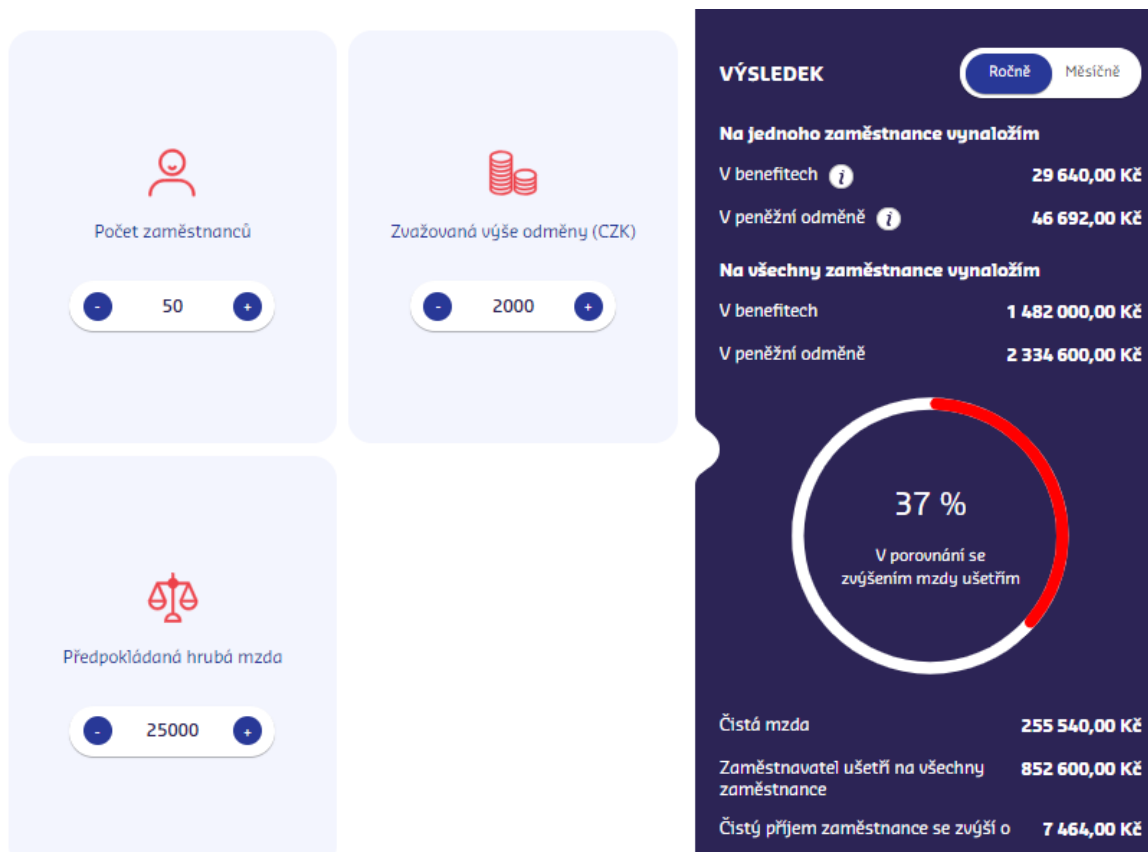 Počet zaměstnanců
- 50 +
Zvažovaná výše odměny (CZK)
- 2000 +
Předpokládaná hrubá mzda
- 25000 +
VÝSLEDEK
Ročně Měsíčně
Na jednoho zaměstnance vynaložím
V benefitech i 29 640,00 Kč
V peněžní odměně i 46 692,00 Kč
Na všechny zaměstnance vynaložím
V benefitech 1 482 000,00 Kč
V peněžní odměně 2 334 600,00 Kč
37 %
V porovnání se
zvýšením mzdy ušetřím
Čistá mzda 255 540,00 Kč
Zaměstnavatel ušetří na všechny 852 600,00 Kč
zaměstnance
Čistý příjem zaměstnance se zvýší o 7 464,00 Kč